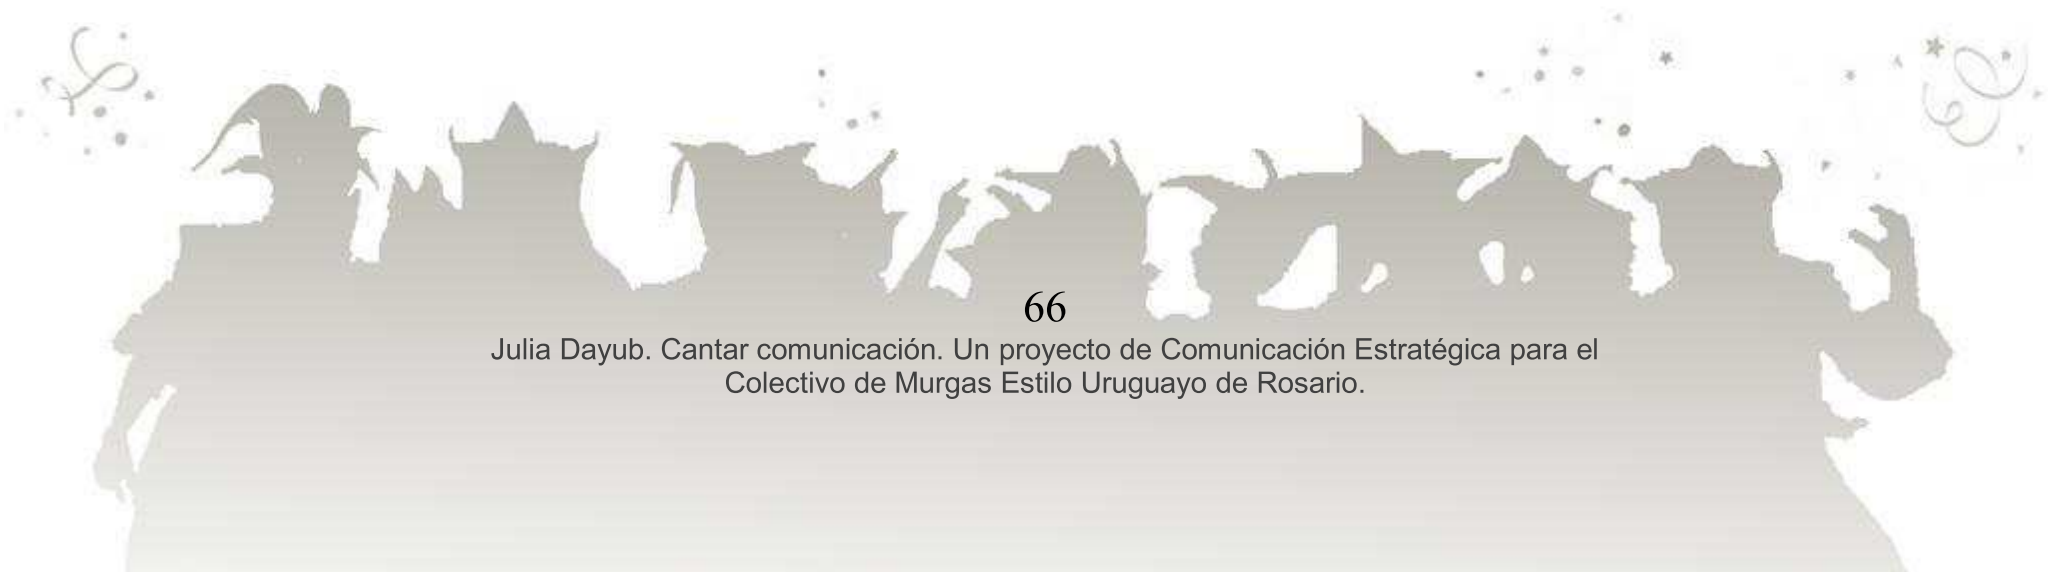 66
Julia Dayub. Cantar comunicación. Un proyecto de Comunicación Estratégica para el
Colectivo de Murgas Estilo Uruguayo de Rosario.